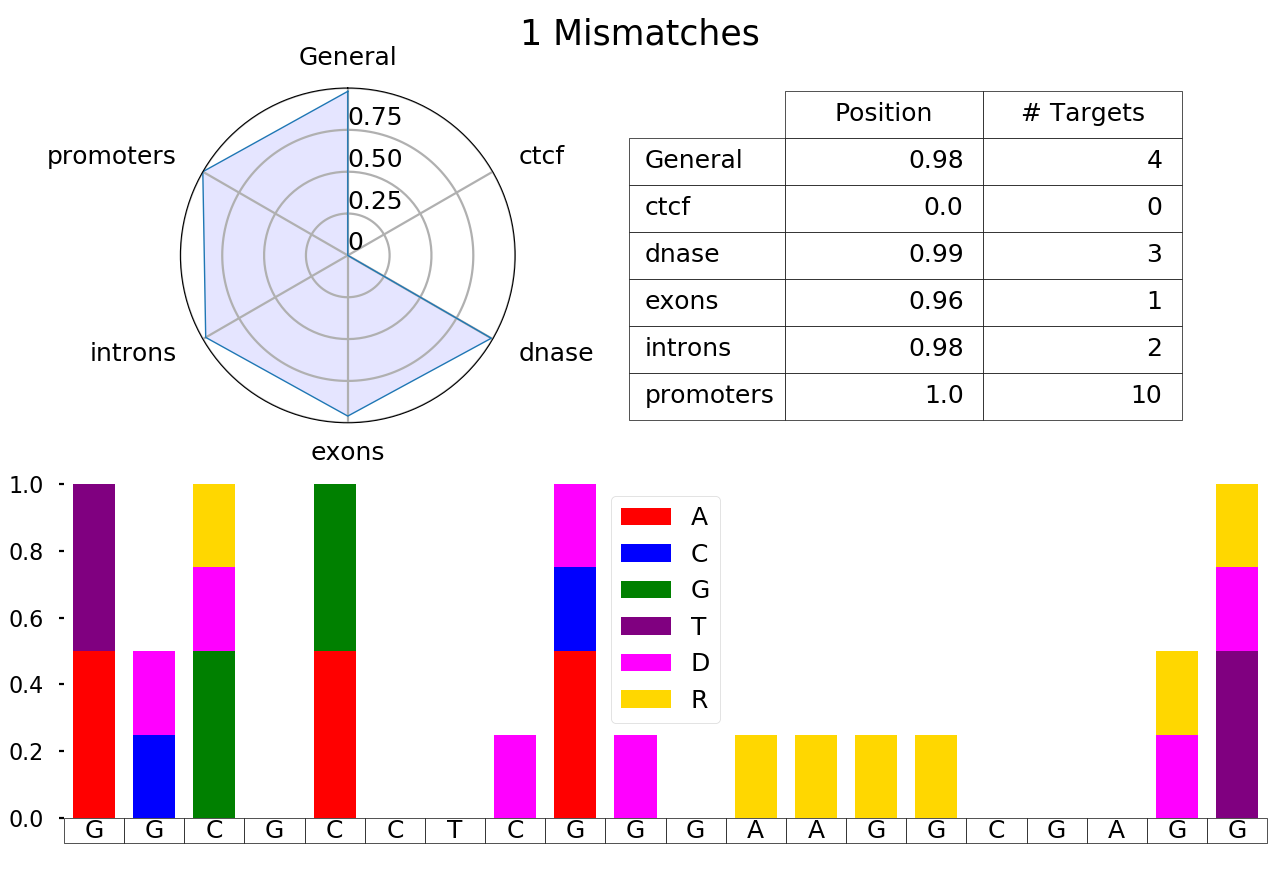 1 Mismatches
General
promoters
ctcf
introns
dnase
exons
0.75
0.50
0.25
0
Position # Targets
General 0.98 4
ctcf 0.0 0
dnase 0.99 3
exons 0.96 1
introns 0.98 2
promoters 1.0 10
1.0
0.8
0.6
0.4
0.2
0.0
A
C
G
T
D
R
G G C G C C T C G G G A A G G C G A G G